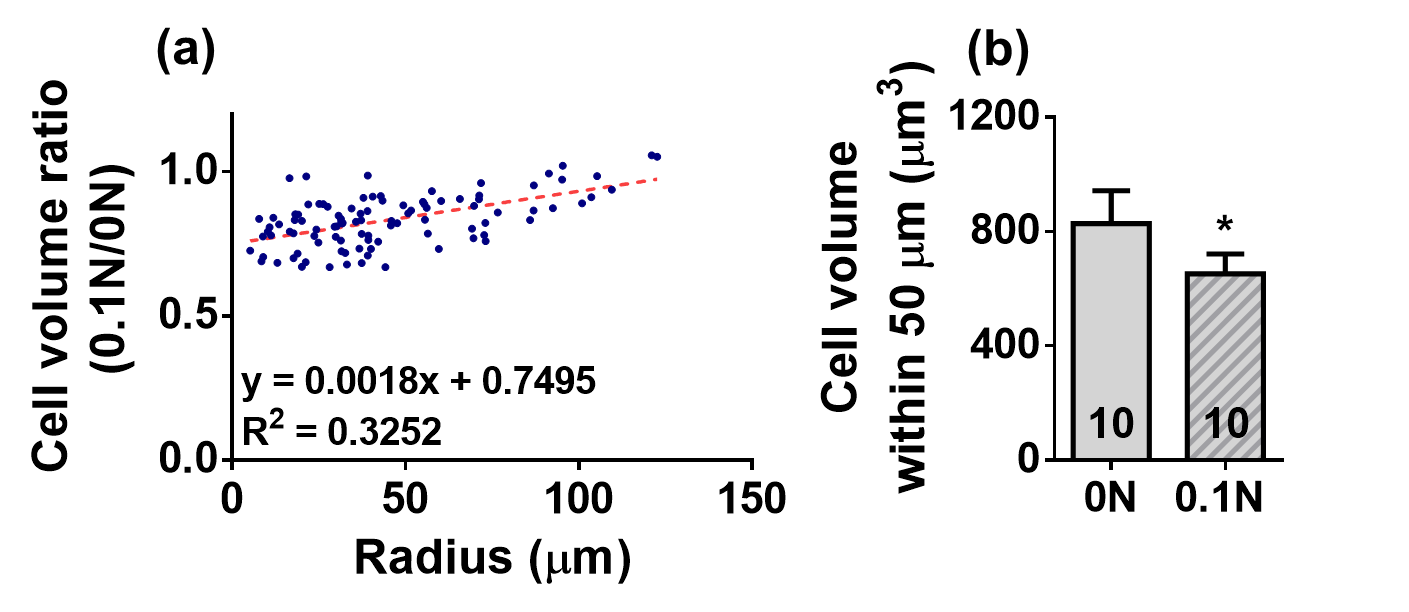 (a)
Cell volume ratio
(0.1N/0N)
1.0
0.5
0.0
y = 0.0018x + 0.7495
R² = 0.3252
0
50
100
150
Radius (μm)
(b)
Cell volume
within 50 μm (μm³)
1200
800
400
0
*
10
10
0N
0.1N